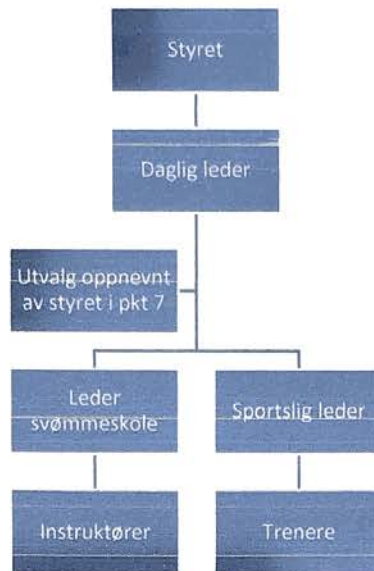 Styret
Daglig leder
Utvalg oppnevnt
av styret i pkt 7
Leder
svømmeskole
Sportslig leder
Instruktører
Trenere